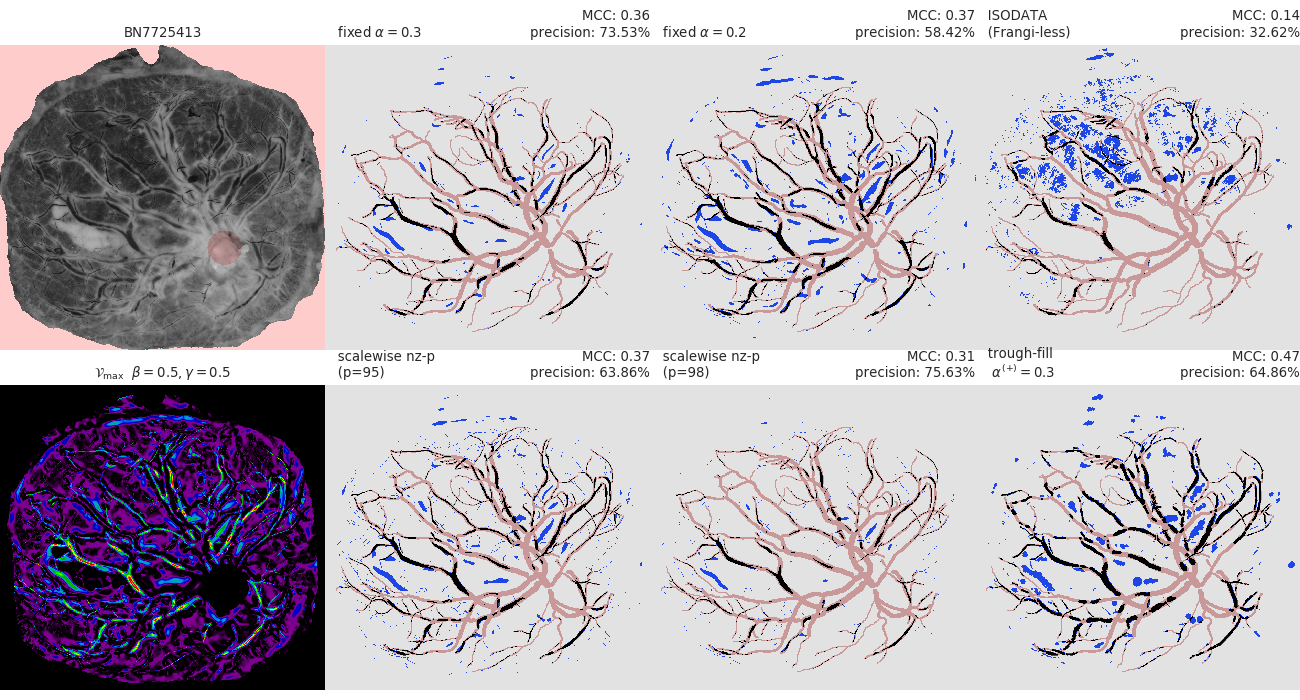 BN7725413
fixed α = 0.3
MCC: 0.36
precision: 73.53%
fixed α = 0.2
MCC: 0.37
precision: 58.42%
ISODATA
(Frangi-less)
MCC: 0.14
precision: 32.62%
𝒱max β = 0.5, γ = 0.5
scalewise nz-p
(p=95)
MCC: 0.37
precision: 63.86%
scalewise nz-p
(p=98)
MCC: 0.31
precision: 75.63%
trough-fill
α(+) = 0.3
MCC: 0.47
precision: 64.86%